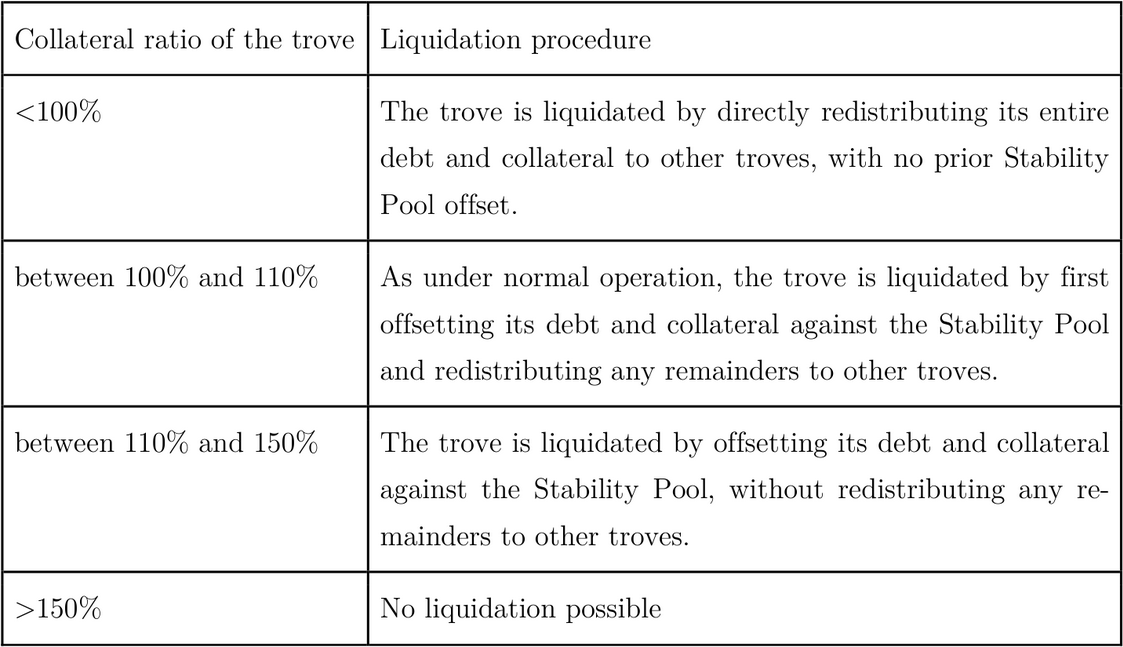 Collateral ratio of the trove
Liquidation procedure
<100%
The trove is liquidated by directly redistributing its entire
debt and collateral to other troves, with no prior Stability
Pool offset.
between 100% and 110%
As under normal operation, the trove is liquidated by first
offsetting its debt and collateral against the Stability Pool
and redistributing any remainders to other troves.
between 110% and 150%
The trove is liquidated by offsetting its debt and collateral
against the Stability Pool, without redistributing any re-
mainders to other troves.
>150%
No liquidation possible